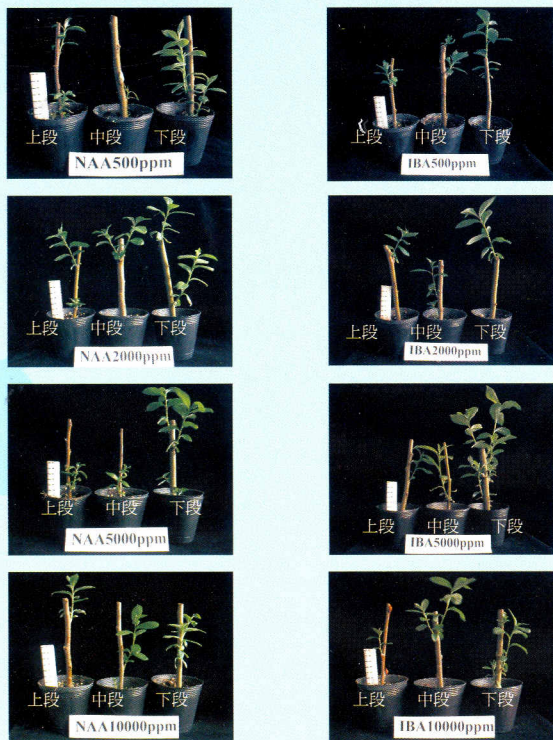 上段 中段 下段
NAA500ppm
上段 中段 下段
IBA500ppm
上段 中段 下段
NAA2000ppm
上段 中段 下段
IBA2000ppm
上段 中段 下段
NAA5000ppm
上段 中段 下段
IBA5000ppm
上段 中段 下段
NAA10000ppm
上段 中段 下段
IBA10000ppm